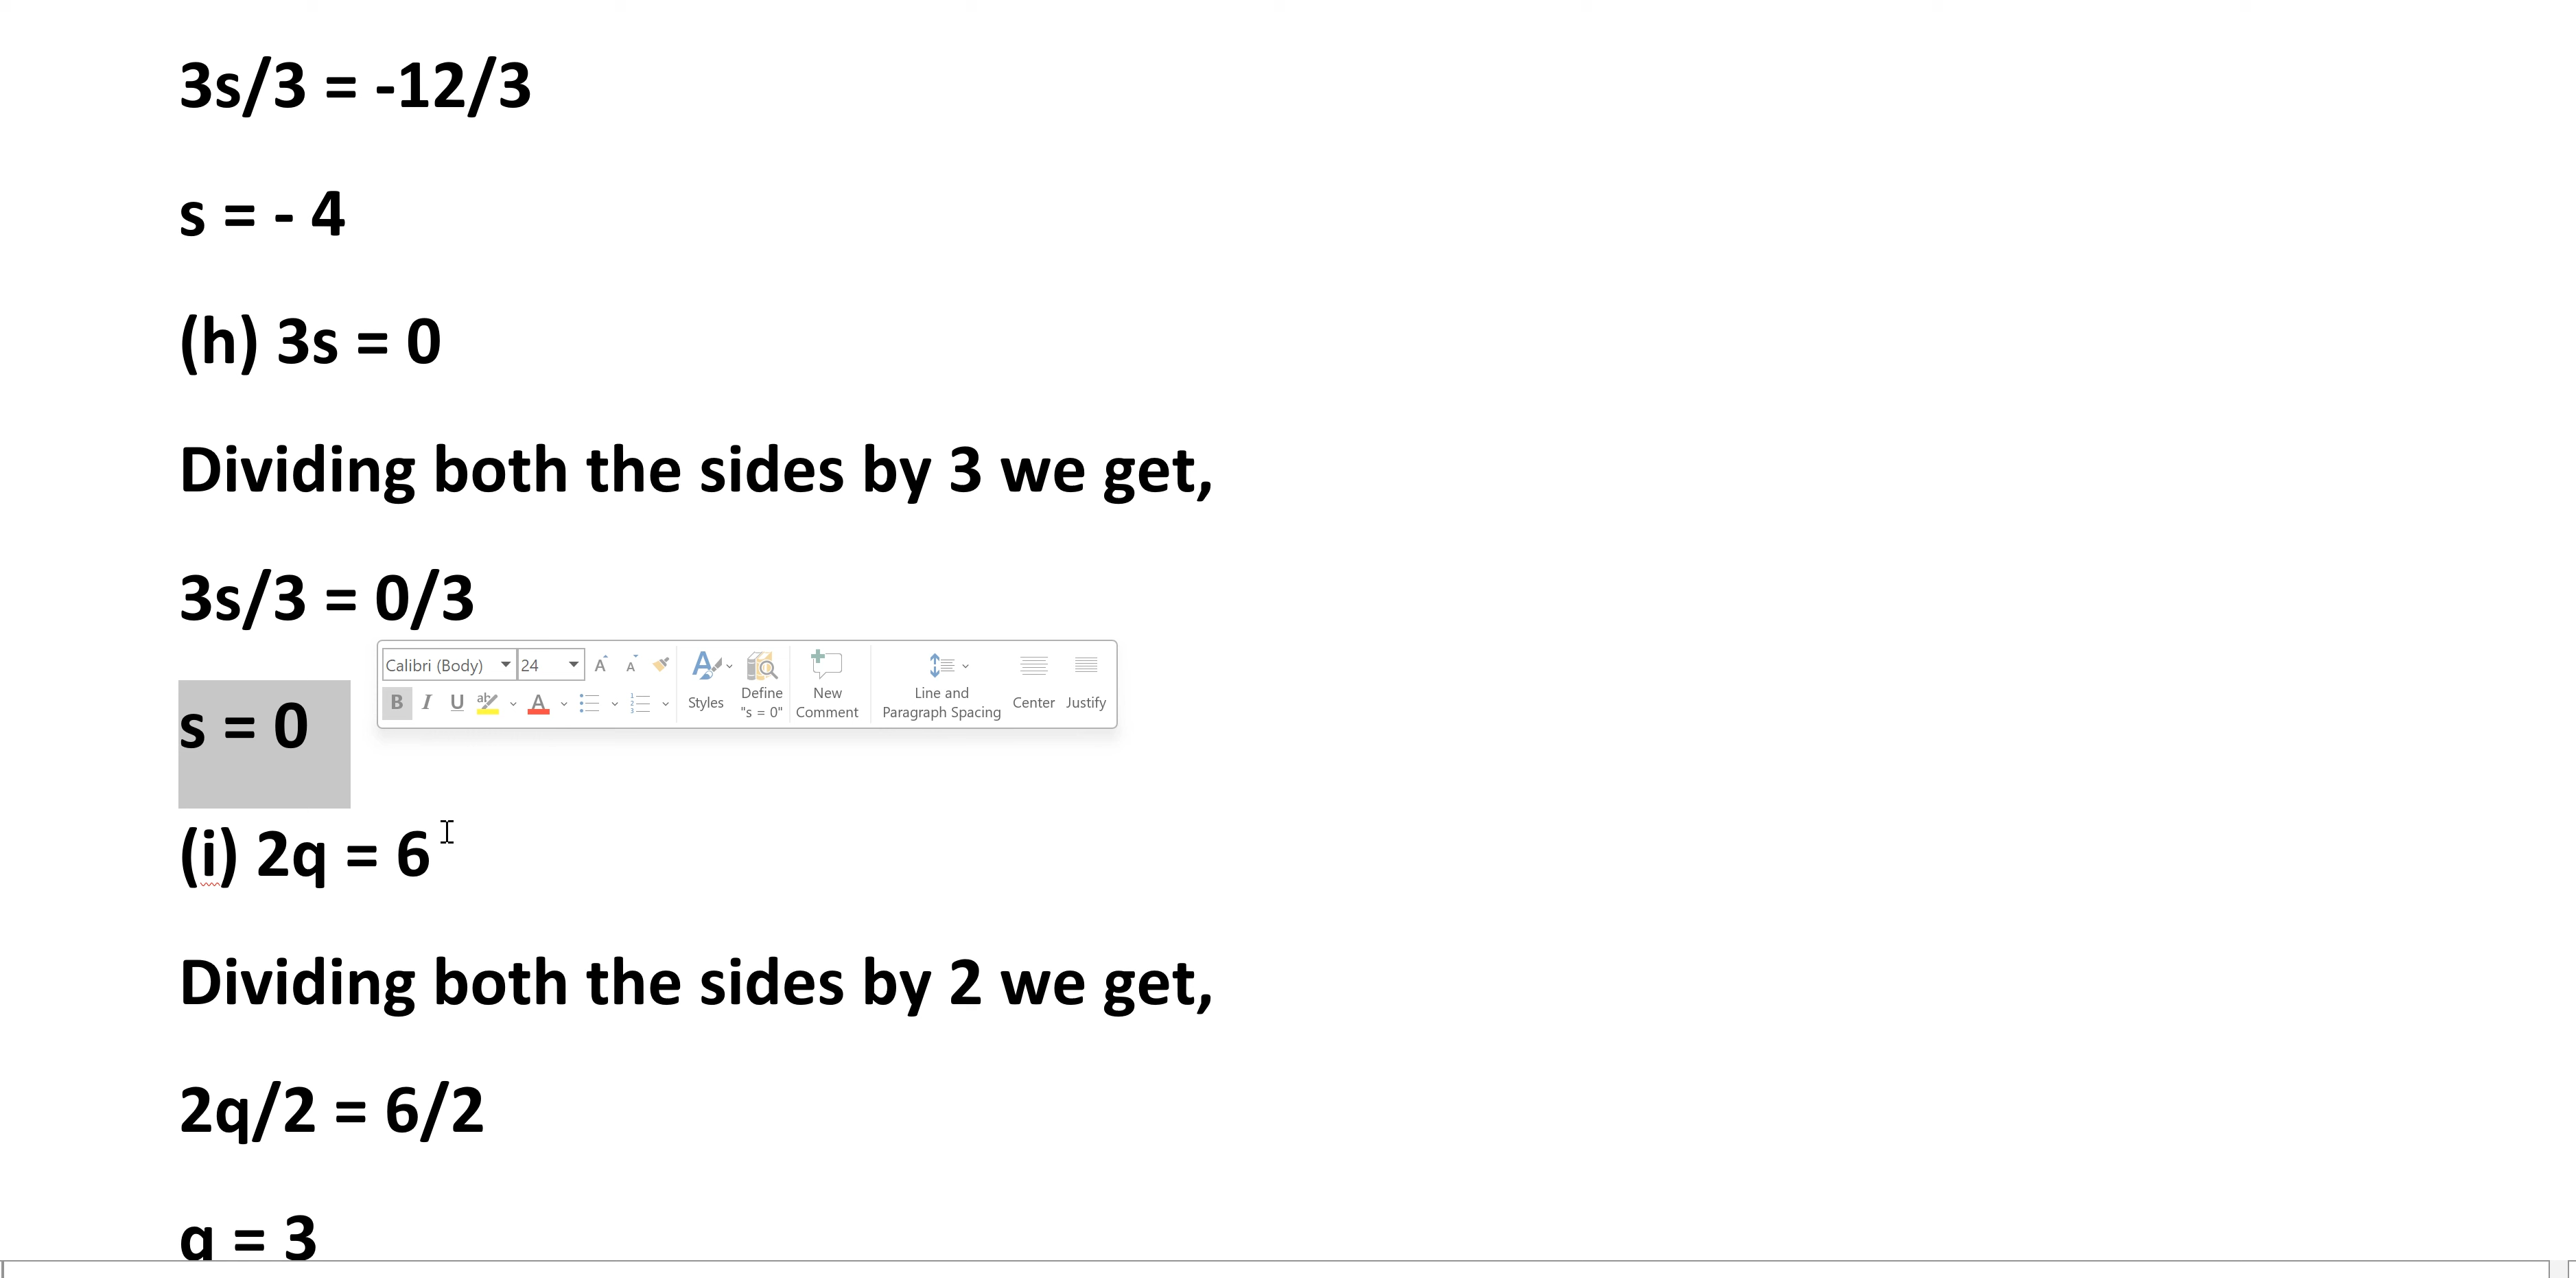 3s/3 = -12/3
s = - 4
(h) 3s = 0
Dividing both the sides by 3 we get,
3s/3 = 0/3
Calibri (Body) 24 A A
Styles Define "s = 0" New Comment Line and Paragraph Spacing Center Justify
B I U ab A
s = 0
(i) 2q = 6
Dividing both the sides by 2 we get,
2q/2 = 6/2
q = 3